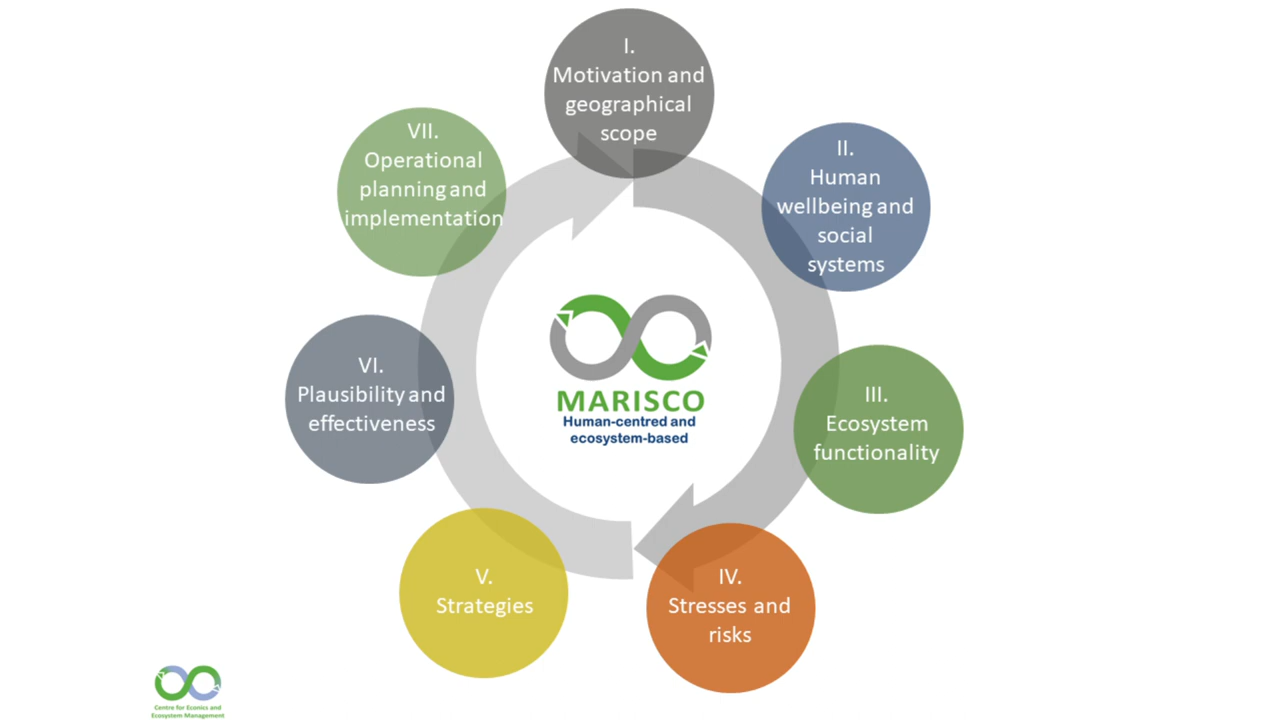 I.
Motivation and
geographical
scope
II.
Human
wellbeing and
social
systems
III.
Ecosystem
functionality
IV.
Stresses and
risks
V.
Strategies
VI.
Plausibility and
effectiveness
VII.
Operational
planning and
implementation
MARISCO
Human-centred and
ecosystem-based
Centre for Econics and
Ecosystem Management